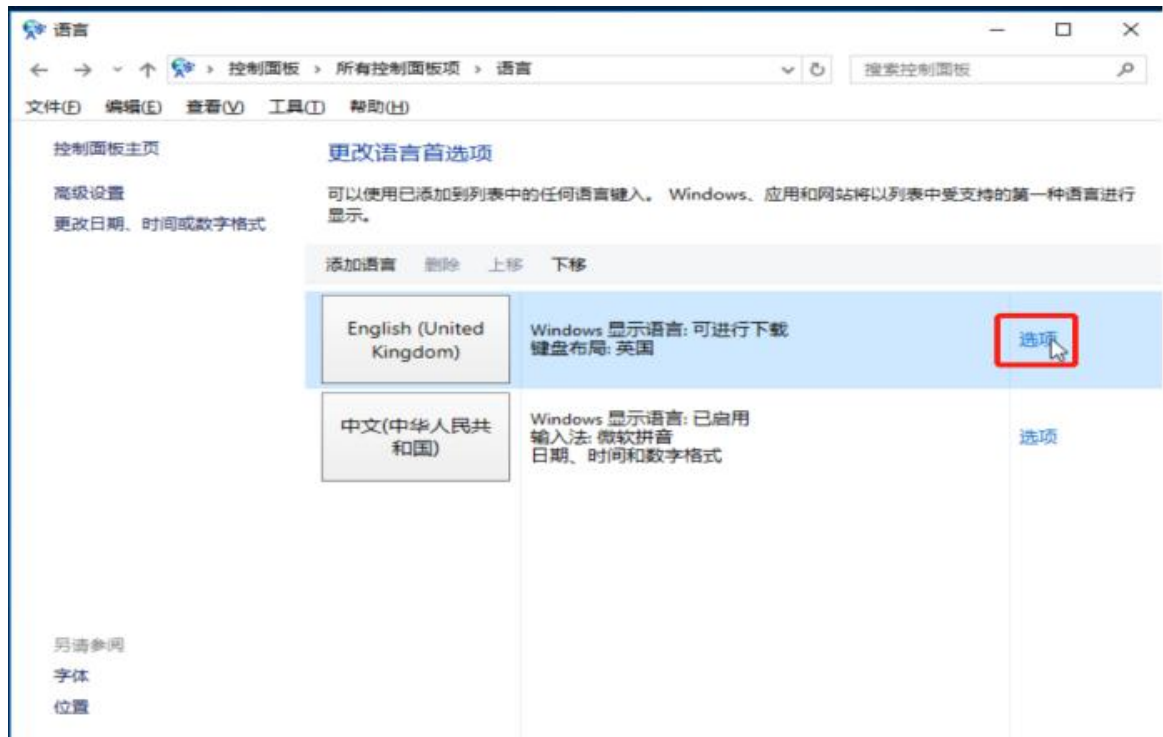 语言
控制面板 › 所有控制面板项 › 语言
搜索控制面板
文件(F) 编辑(E) 查看(V) 工具(T) 帮助(H)
控制面板主页
高级设置
更改日期、时间或数字格式
更改语言首选项
可以使用已添加到列表中的任何语言键入。 Windows、应用和网站将以列表中受支持的第一种语言进行
显示。
添加语言 删除 上移 下移
English (United
Kingdom)
Windows 显示语言: 可进行下载
键盘布局: 英国
选项
中文(中华人民共
和国)
Windows 显示语言: 已启用
输入法: 微软拼音
日期、时间和数字格式
选项
另请参阅
字体
位置